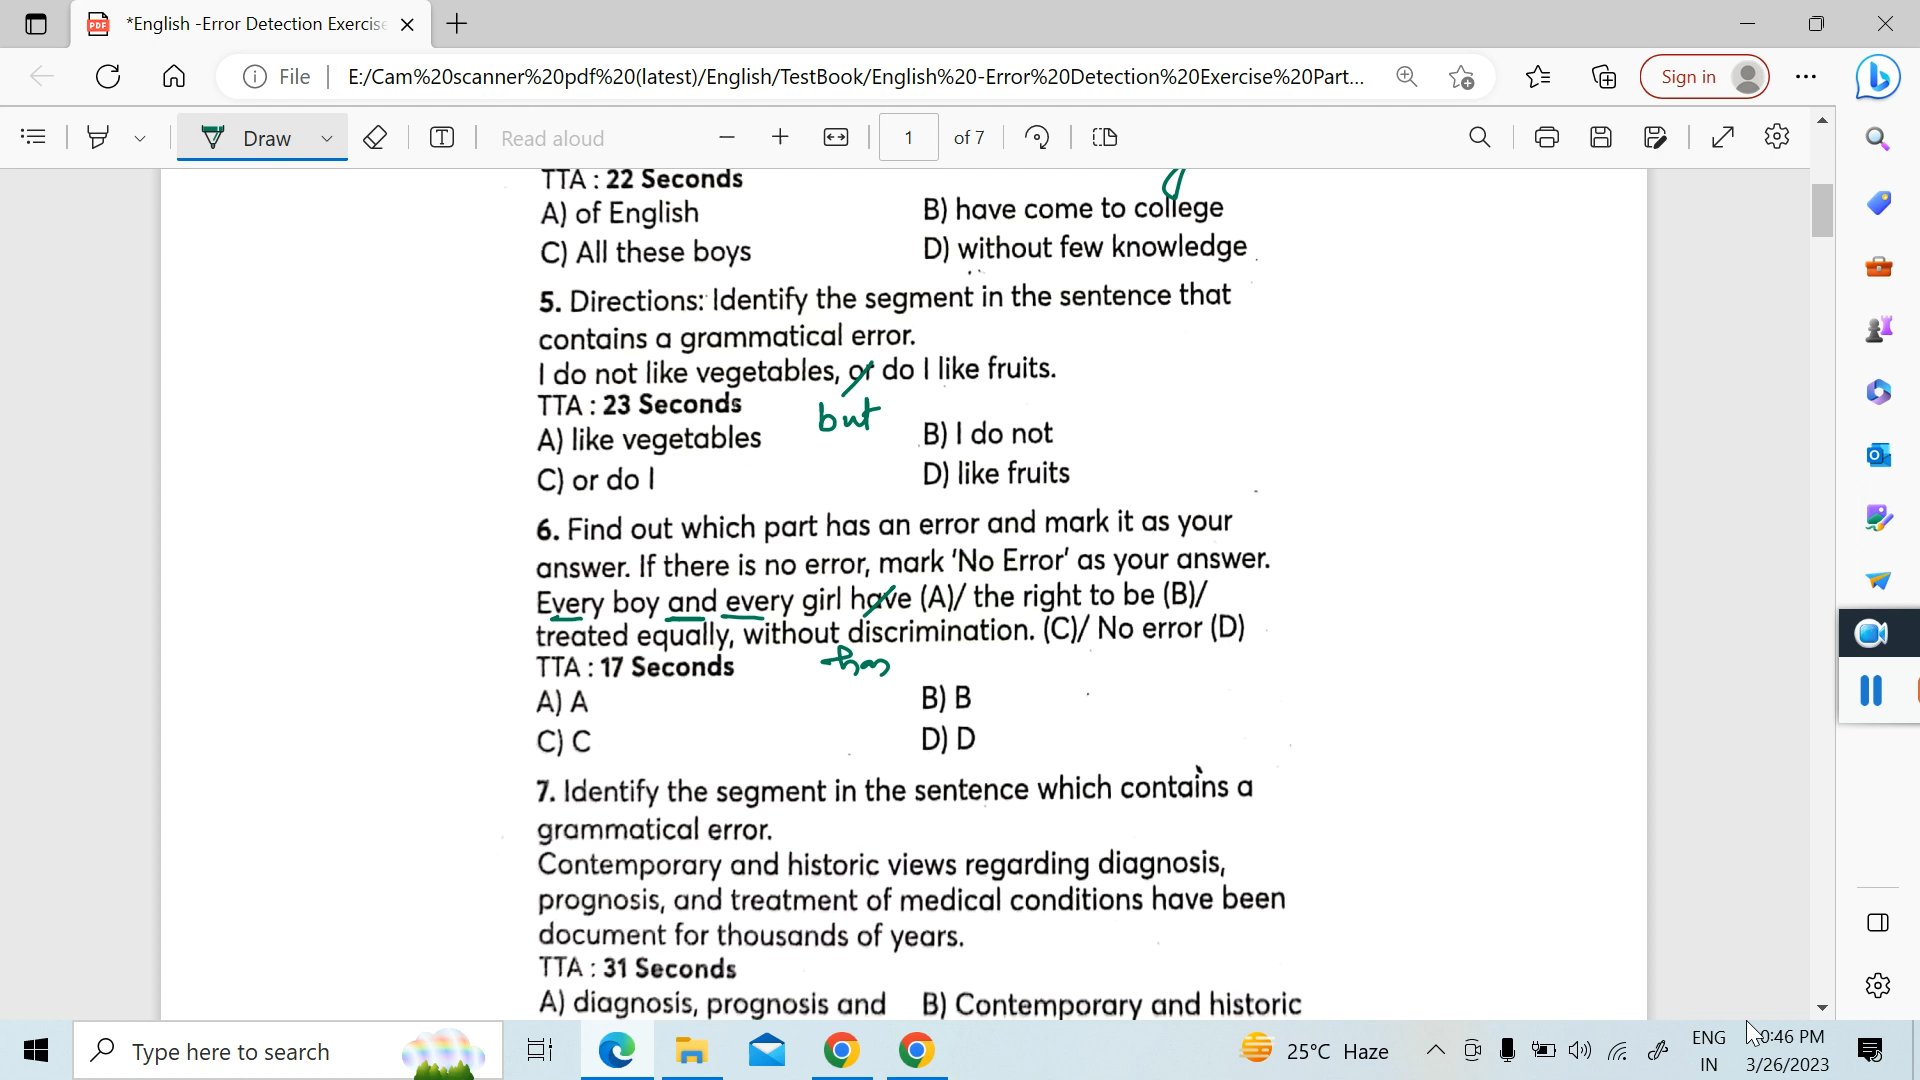 *English -Error Detection Exercise
File
E:/Cam%20scanner%20pdf%20(latest)/English/TestBook/English%20-Error%20Detection%20Exercise%20Part...
Sign in
Draw
Read aloud
1 of 7
TTA : 22 Seconds
A) of English B) have come to college
C) All these boys D) without few knowledge
5. Directions: Identify the segment in the sentence that
contains a grammatical error.
I do not like vegetables, or do I like fruits.
TTA : 23 Seconds
but
A) like vegetables B) I do not
C) or do I D) like fruits
6. Find out which part has an error and mark it as your
answer. If there is no error, mark 'No Error' as your answer.
Every boy and every girl have (A)/ the right to be (B)/
treated equally, without discrimination. (C)/ No error (D)
TTA : 17 Seconds
has
A) A B) B
C) C D) D
7. Identify the segment in the sentence which contains a
grammatical error.
Contemporary and historic views regarding diagnosis,
prognosis, and treatment of medical conditions have been
document for thousands of years.
TTA : 31 Seconds
A) diagnosis, prognosis and B) Contemporary and historic
Type here to search
25°C Haze
ENG
IN
0:46 PM
3/26/2023